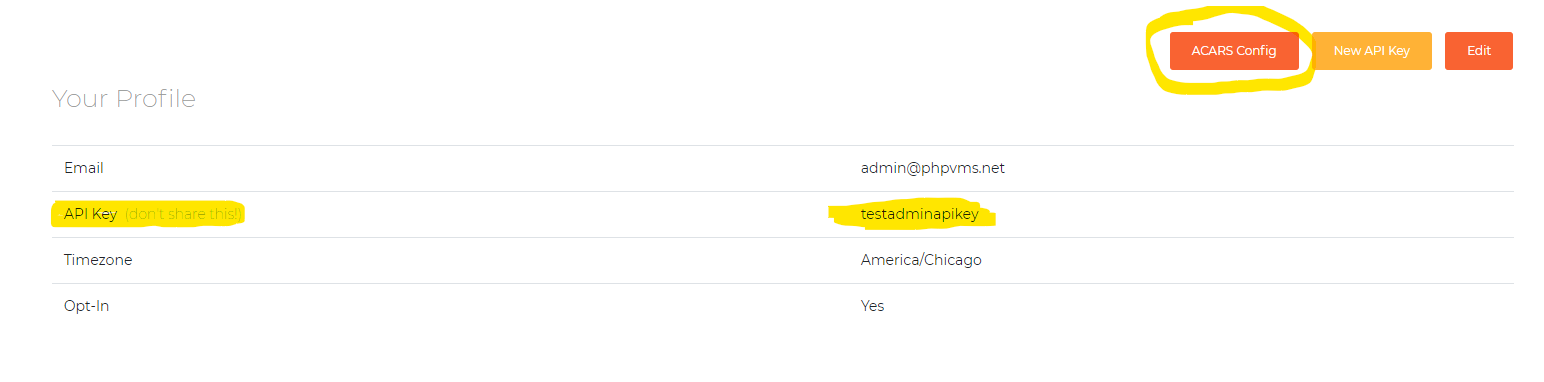 ACARS Config New API Key Edit
Your Profile
Email admin@phpvms.net
API Key (don't share this!) testadminapikey
Timezone America/Chicago
Opt-In Yes